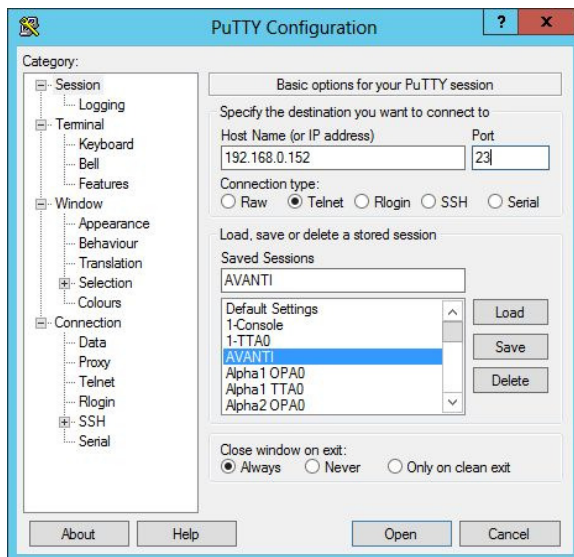 PuTTY Configuration
?
x
Category:
Session
Logging
Terminal
Keyboard
Bell
Features
Window
Appearance
Behaviour
Translation
Selection
Colours
Connection
Data
Proxy
Telnet
Rlogin
SSH
Serial
Basic options for your PuTTY session
Specify the destination you want to connect to
Host Name (or IP address) Port
192.168.0.152 23
Connection type:
Raw Telnet Rlogin SSH Serial
Load, save or delete a stored session
Saved Sessions
AVANTI
Default Settings
1-Console
1-TTA0
AVANTI
Alpha1 OPA0
Alpha1 TTA0
Alpha2 OPA0
Load
Save
Delete
Close window on exit:
Always Never Only on clean exit
About Help Open Cancel